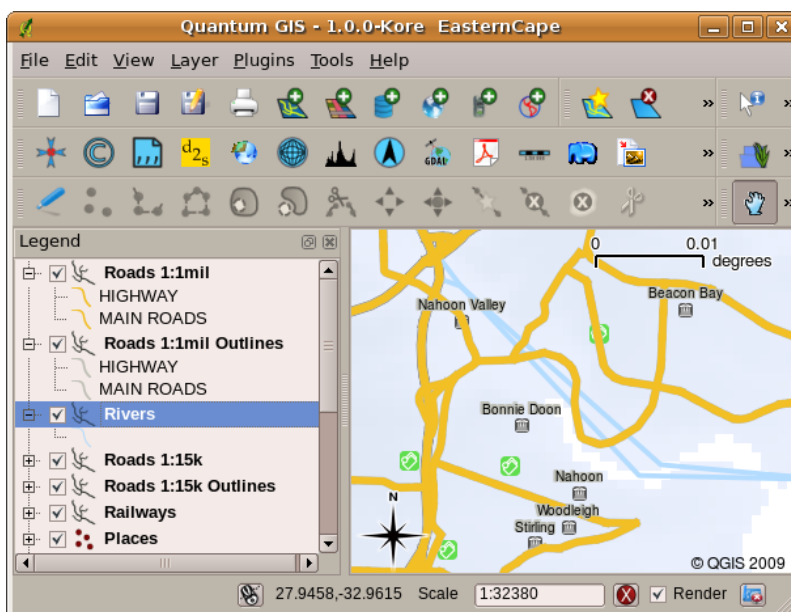 Quantum GIS - 1.0.0-Kore EasternCape
File Edit View Layer Plugins Tools Help
d2s
GDAL
Legend
Roads 1:1mil
HIGHWAY
MAIN ROADS
Roads 1:1mil Outlines
HIGHWAY
MAIN ROADS
Rivers
Roads 1:15k
Roads 1:15k Outlines
Railways
Places
0 0.01
degrees
Nahoon Valley
Beacon Bay
Bonnie Doon
Nahoon
Woodleigh
Stirling
N
© QGIS 2009
27.9458,-32.9615 Scale 1:32380 Render